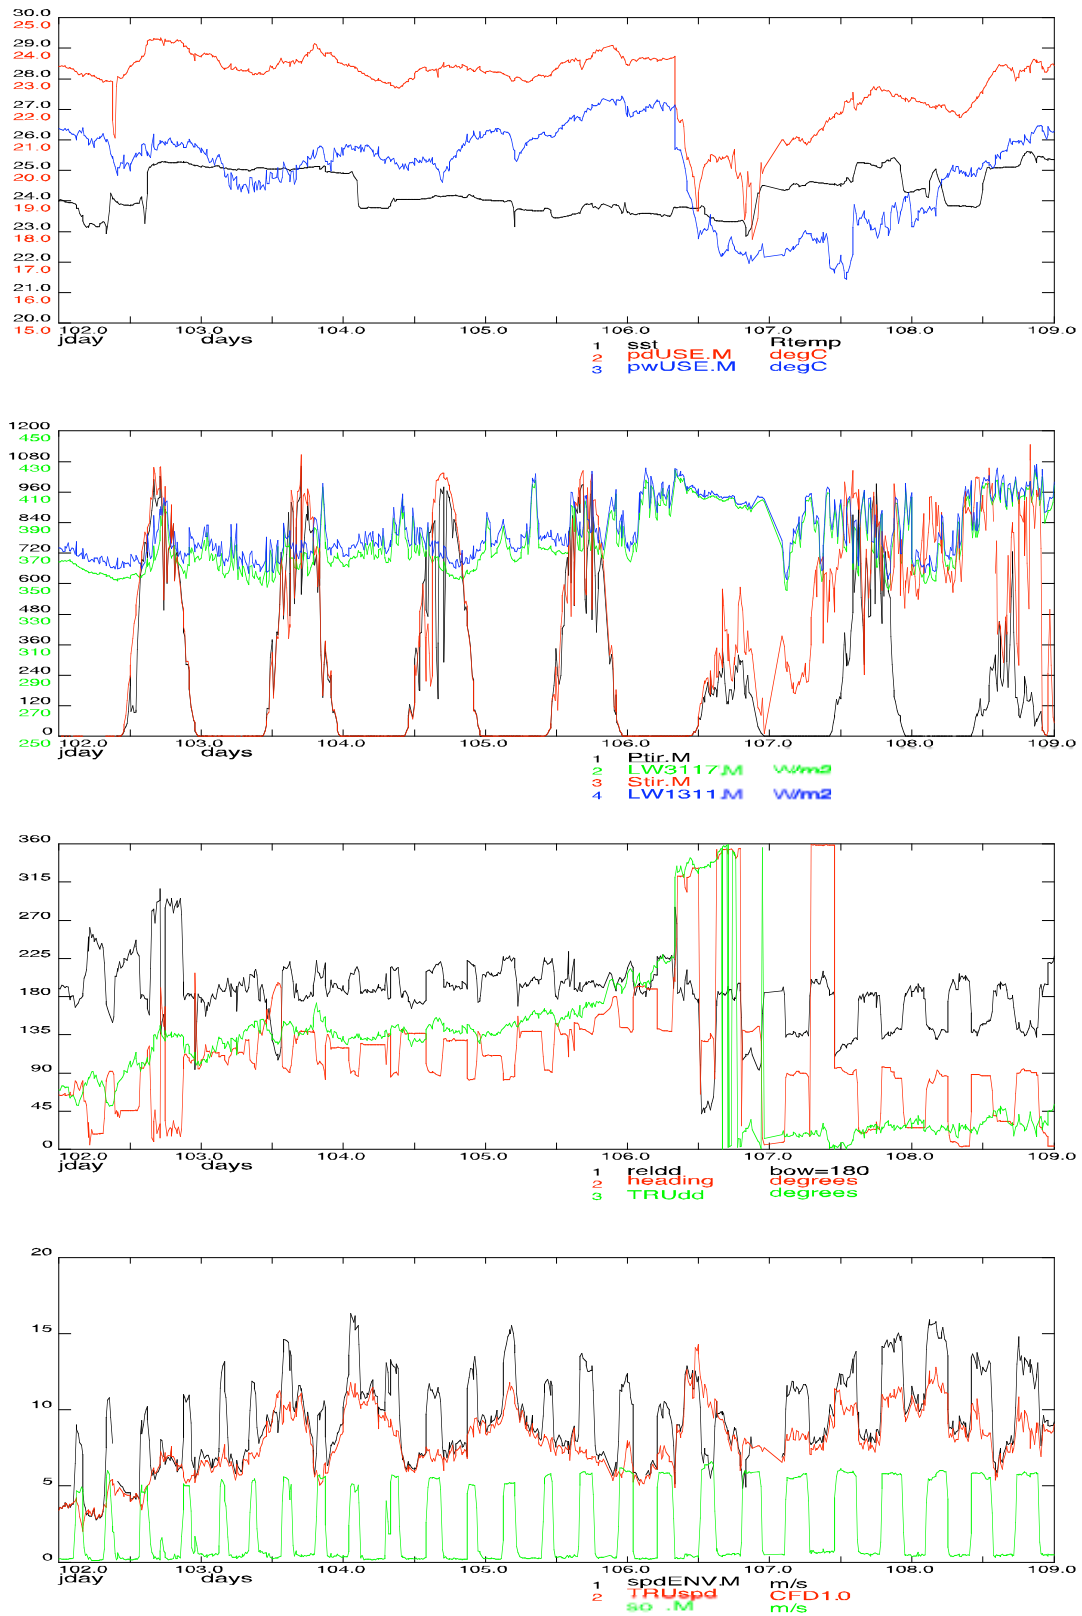 30.0
25.0
29.0
24.0
28.0
23.0
27.0
22.0
26.0
21.0
25.0
20.0
24.0
19.0
23.0
18.0
22.0
17.0
21.0
16.0
20.0
15.0
102.0 103.0 104.0 105.0 106.0 107.0 108.0 109.0
jday days
1 sst Rtemp
2 pdUSE.M degC
3 pwUSE.M degC
1200
450
1080
430
960
410
840
390
720
370
600
350
480
330
360
310
240
290
120
270
0
250
102.0 103.0 104.0 105.0 106.0 107.0 108.0 109.0
jday days
1 Ptir.M
2 LW3117.M W/m2
3 Stir.M
4 LW1311.M W/m2
360
315
270
225
180
135
90
45
0
102.0 103.0 104.0 105.0 106.0 107.0 108.0 109.0
jday days
1 reldd bow=180
2 heading degrees
3 TRUdd degrees
20
15
10
5
0
102.0 103.0 104.0 105.0 106.0 107.0 108.0 109.0
jday days
1 spdENV.M m/s
2 TRUspd CFD1.0
.M m/s